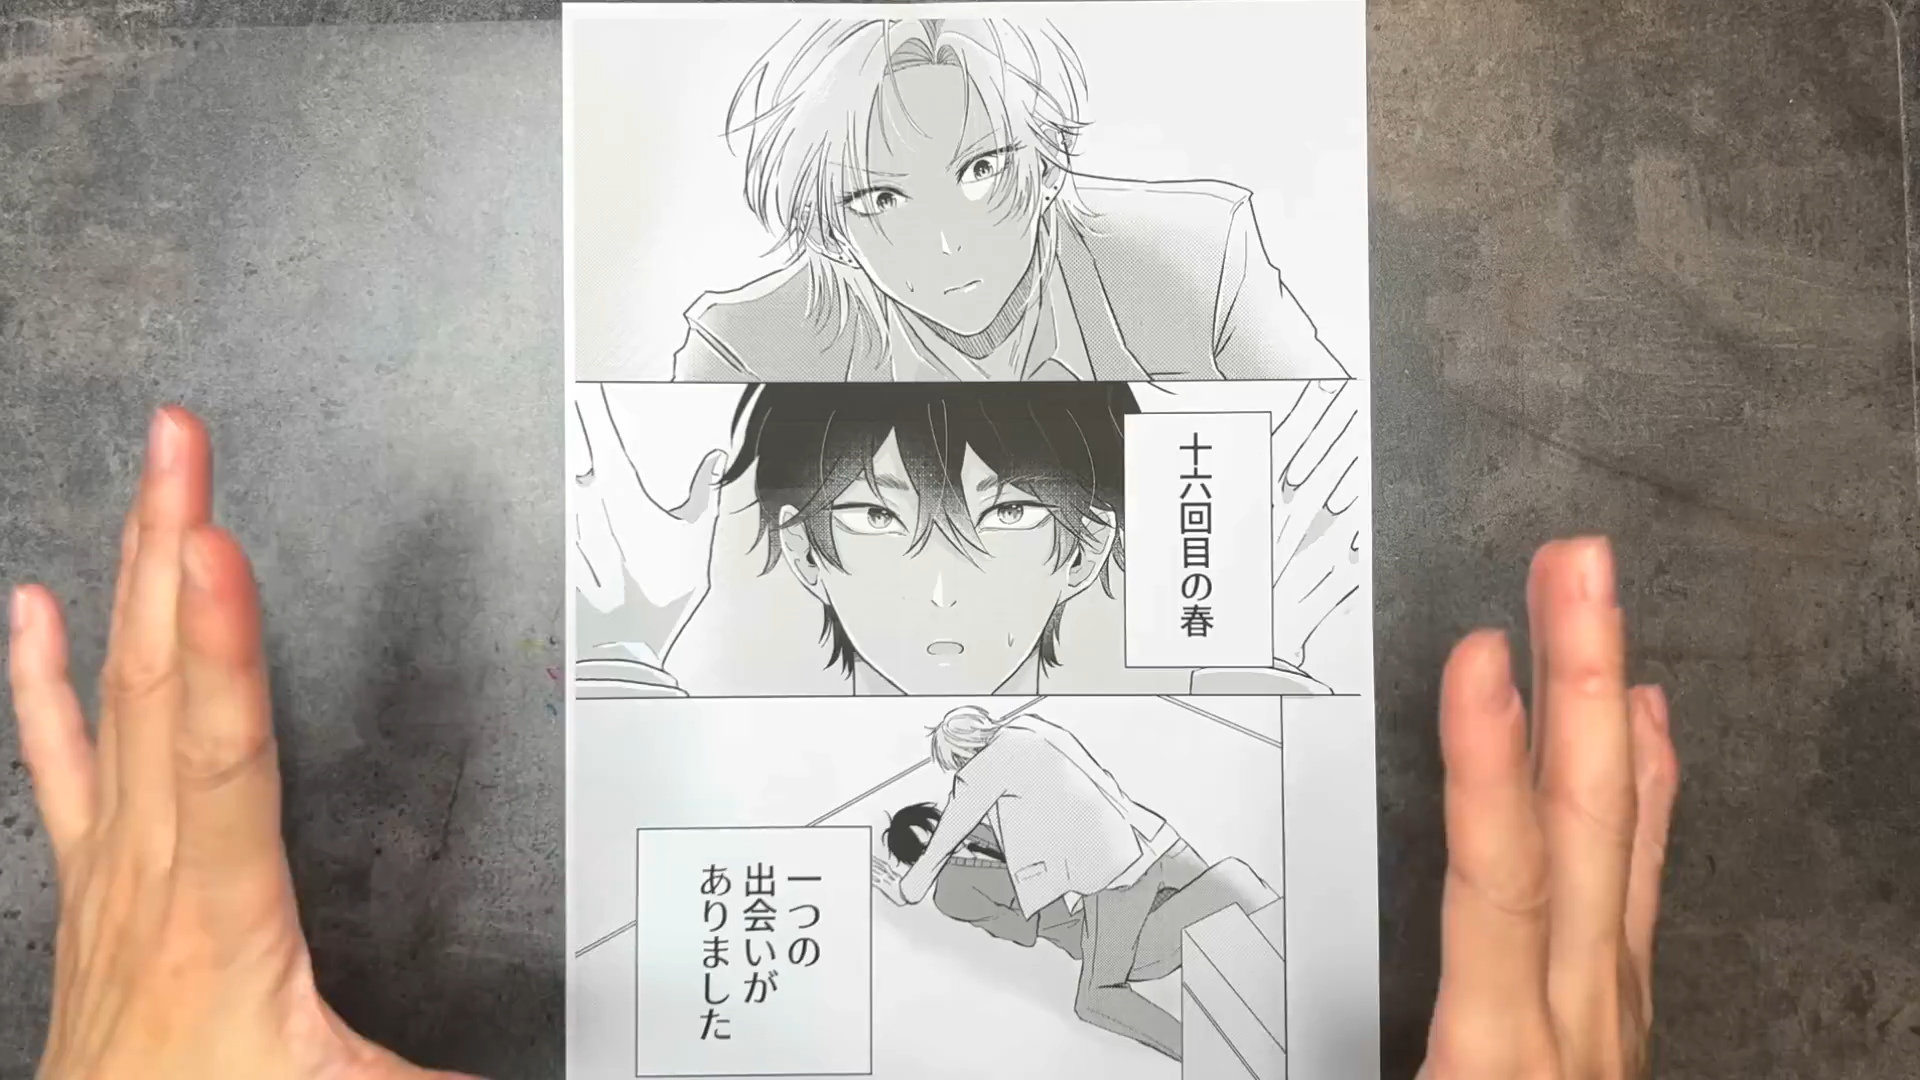 十六回目の春
一つの
出会いが
ありました